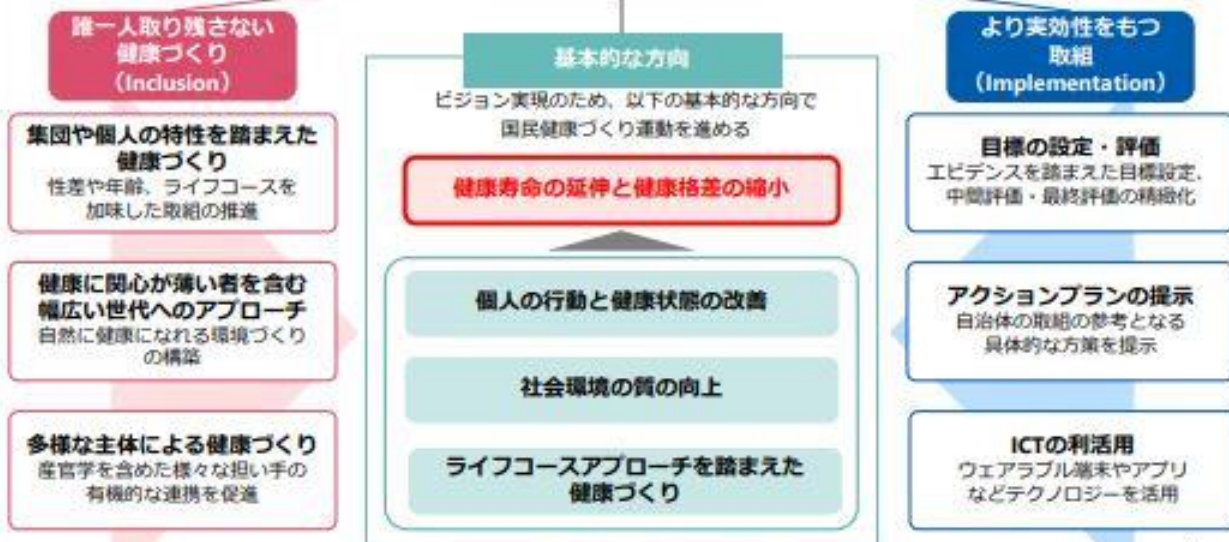 誰一人取り残さない
健康づくり
（Inclusion）
集団や個人の特性を踏まえた
健康づくり
性差や年齢、ライフコースを
加味した取組の推進
健康に関心が薄い者を含む
幅広い世代へのアプローチ
自然に健康になれる環境づくり
の構築
多様な主体による健康づくり
産官学を含めた様々な担い手の
有機的な連携を促進
基本的な方向
ビジョン実現のため、以下の基本的な方向で
国民健康づくり運動を進める
健康寿命の延伸と健康格差の縮小
個人の行動と健康状態の改善
社会環境の質の向上
ライフコースアプローチを踏まえた
健康づくり
より実効性をもつ
取組
（Implementation）
目標の設定・評価
エビデンスを踏まえた目標設定、
中間評価・最終評価の精緻化
アクションプランの提示
自治体の取組の参考となる
具体的な方策を提示
ICTの利活用
ウェアラブル端末やアプリ
などテクノロジーを活用